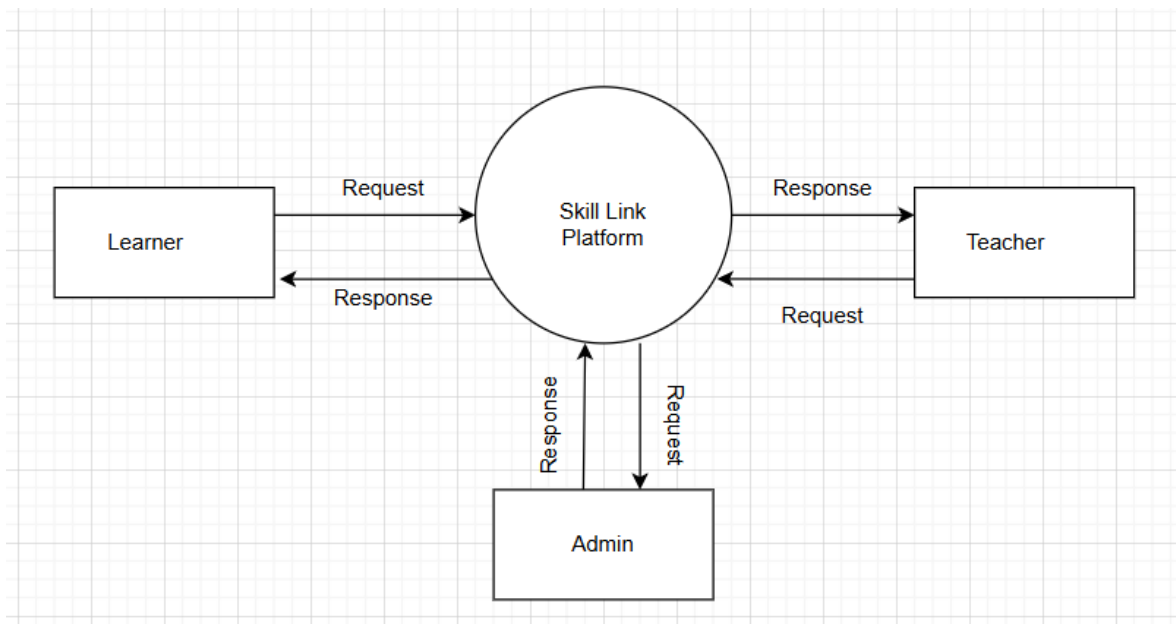 Request
Response
Skill Link
Platform
Learner
Teacher
Response
Request
Response
Request
Admin